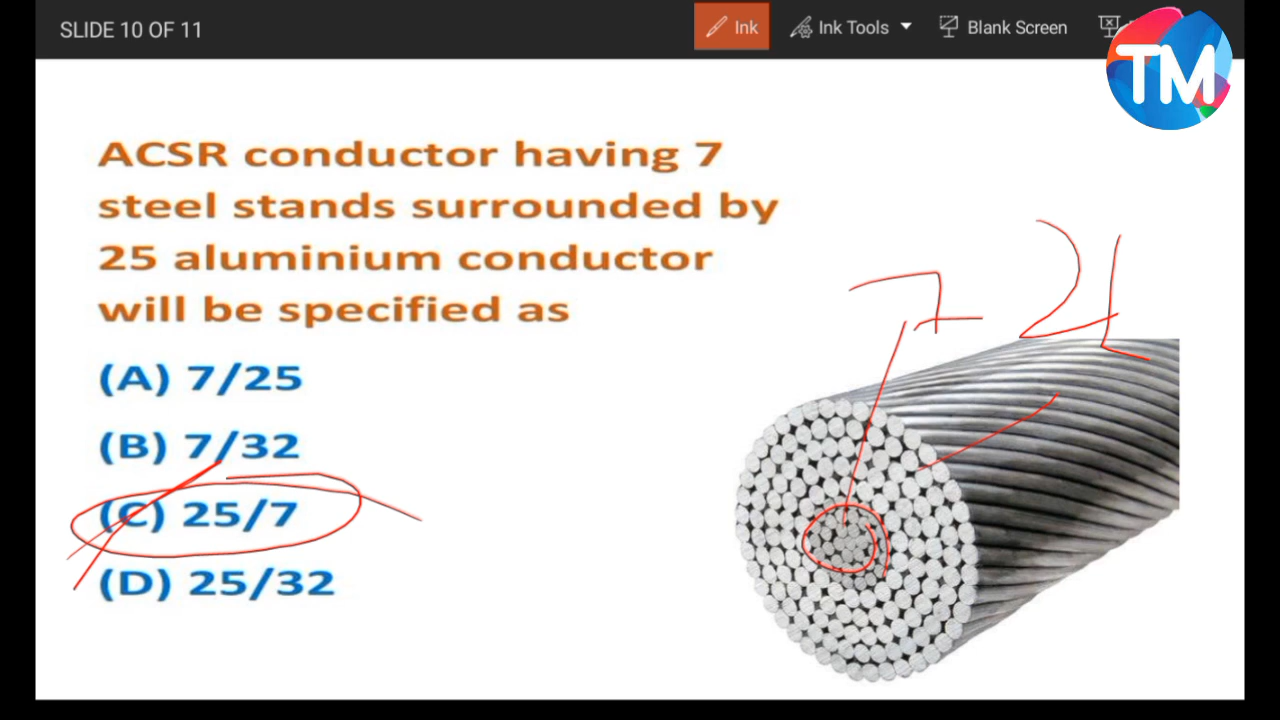 SLIDE 10 OF 11
Ink
Ink Tools
Blank Screen
TM
ACSR conductor having 7
steel stands surrounded by
25 aluminium conductor
will be specified as
(A) 7/25
(B) 7/32
(C) 25/7
(D) 25/32
7